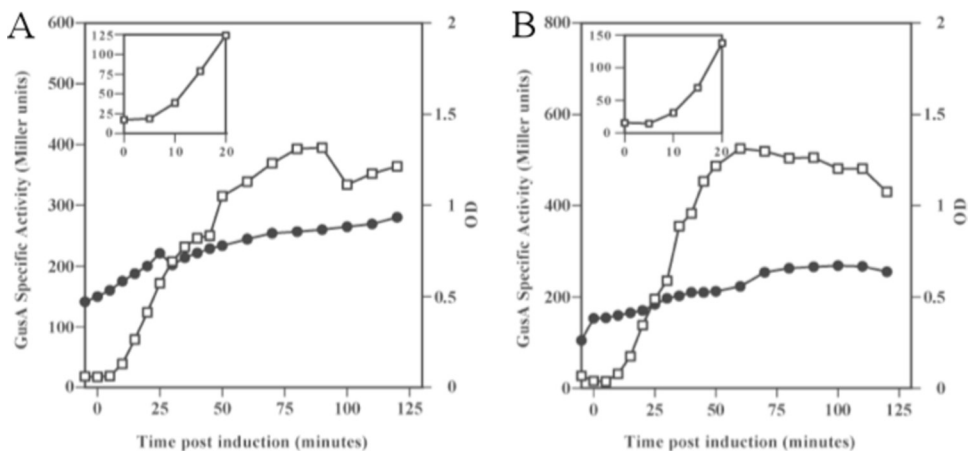 A
GusA Specific Activity (Miller units)
600
500
400
300
200
100
0
125
100
75
50
25
0
0 10 20
2
1.5
1
0.5
0
OD
0 25 50 75 100 125
Time post induction (minutes)
B
GusA Specific Activity (Miller units)
800
600
400
200
0
150
100
50
0
0 10 20
2
1.5
1
0.5
0
OD
0 25 50 75 100 125
Time post induction (minutes)